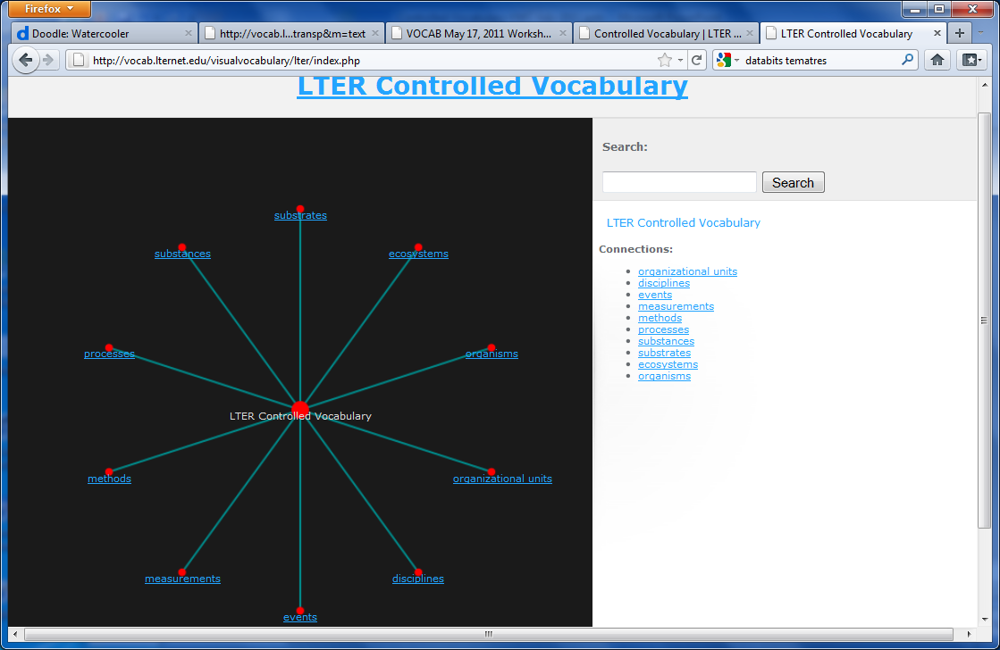 Firefox
Doodle: Watercooler
http://vocab.l...transp&m=text
VOCAB May 17, 2011 Worksh...
Controlled Vocabulary | LTER ...
LTER Controlled Vocabulary
http://vocab.lternet.edu/visualvocabulary/lter/index.php
databits tematres
LTER Controlled Vocabulary
substrates
substances
ecosystems
processes
organisms
LTER Controlled Vocabulary
methods
organizational units
measurements
disciplines
events
Search:
Search
LTER Controlled Vocabulary
Connections:
organizational units
disciplines
events
measurements
methods
processes
substances
substrates
ecosystems
organisms